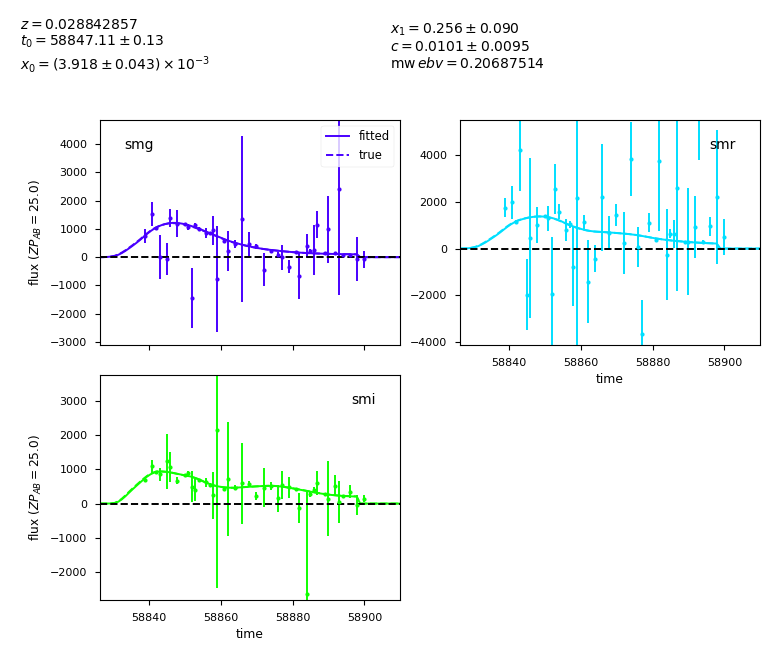 z = 0.028842857
t₀ = 58847.11 ± 0.13
x₀ = (3.918 ± 0.043) × 10⁻³
x₁ = 0.256 ± 0.090
c = 0.0101 ± 0.0095
mw ebv = 0.20687514
smg
fitted
true
4000
3000
2000
1000
0
−1000
−2000
−3000
flux (ZP_AB = 25.0)
smr
4000
2000
0
−2000
−4000
58840 58860 58880 58900
time
smi
3000
2000
1000
0
−1000
−2000
flux (ZP_AB = 25.0)
58840 58860 58880 58900
time